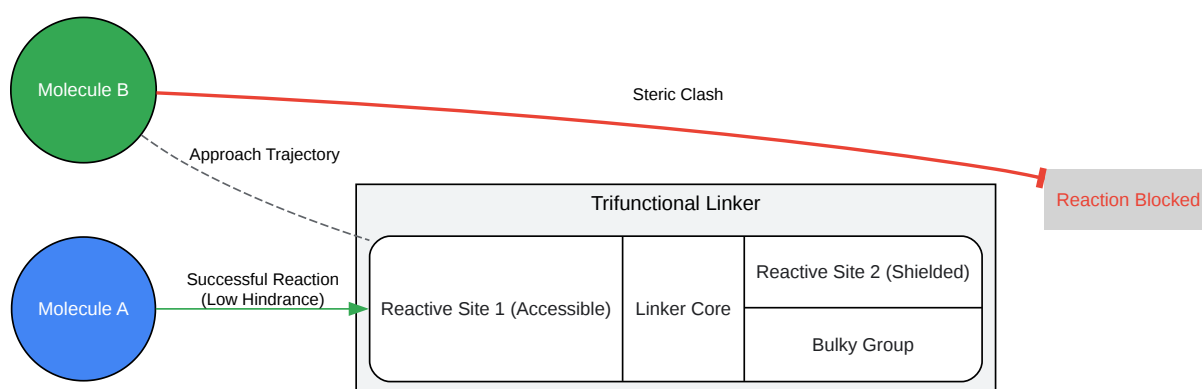 Molecule B
Steric Clash
Approach Trajectory
Reaction Blocked
Trifunctional Linker
Successful Reaction
(Low Hindrance)
Molecule A
Reactive Site 1 (Accessible)
Linker Core
Reactive Site 2 (Shielded)
Bulky Group